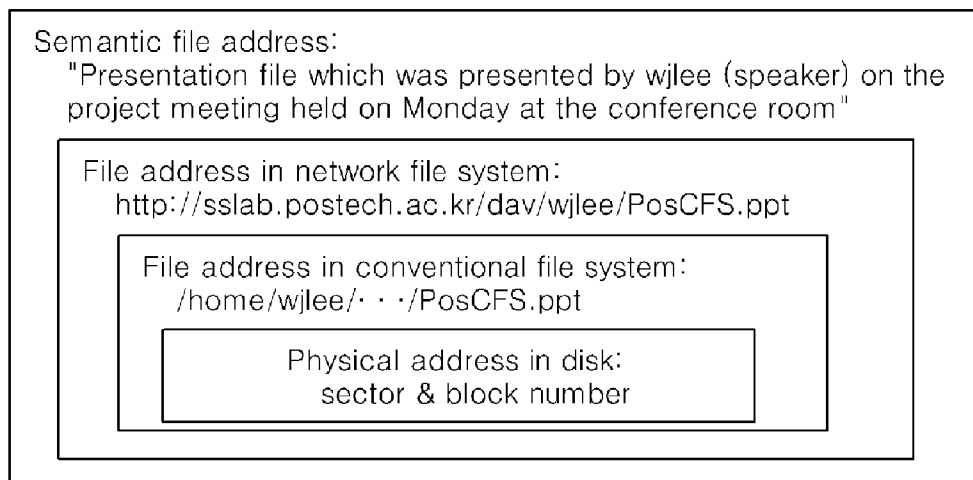 Semantic file address:
"Presentation file which was presented by wjlee (speaker) on the
project meeting held on Monday at the conference room"
File address in network file system:
http://sslab.postech.ac.kr/dav/wjlee/PosCFS.ppt
File address in conventional file system:
/home/wjlee/···/PosCFS.ppt
Physical address in disk:
sector & block number